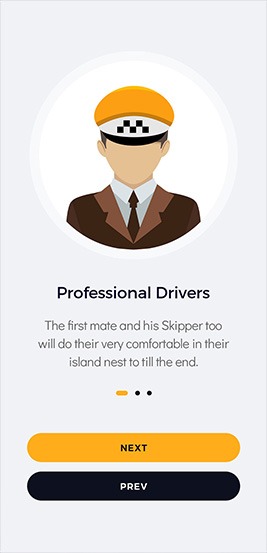 Professional Drivers
The first mate and his Skipper too
will do their very comfortable in their
island nest to till the end.
NEXT
PREV